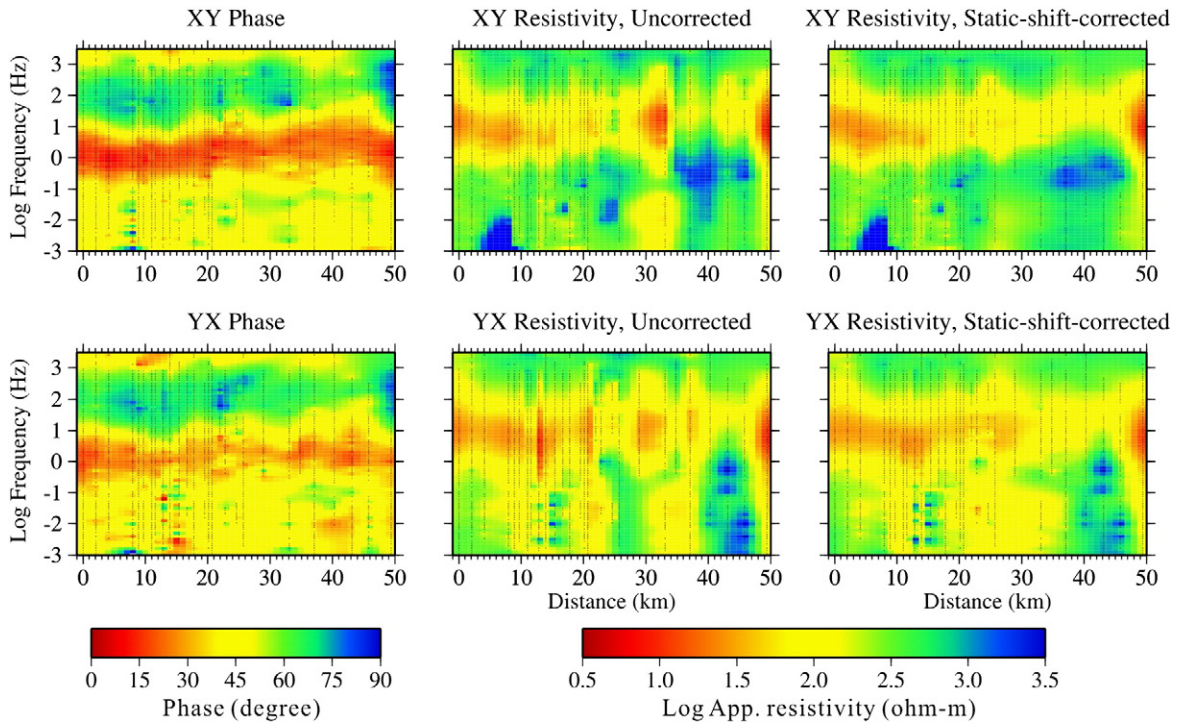 XY Phase
XY Resistivity, Uncorrected
XY Resistivity, Static-shift-corrected
Log Frequency (Hz)
3
2
1
0
-1
-2
-3
0 10 20 30 40 50
0 10 20 30 40 50
0 10 20 30 40 50
YX Phase
YX Resistivity, Uncorrected
YX Resistivity, Static-shift-corrected
Log Frequency (Hz)
3
2
1
0
-1
-2
-3
0 10 20 30 40 50
0 10 20 30 40 50
0 10 20 30 40 50
Distance (km)
Distance (km)
0 15 30 45 60 75 90
Phase (degree)
0.5 1.0 1.5 2.0 2.5 3.0 3.5
Log App. resistivity (ohm-m)